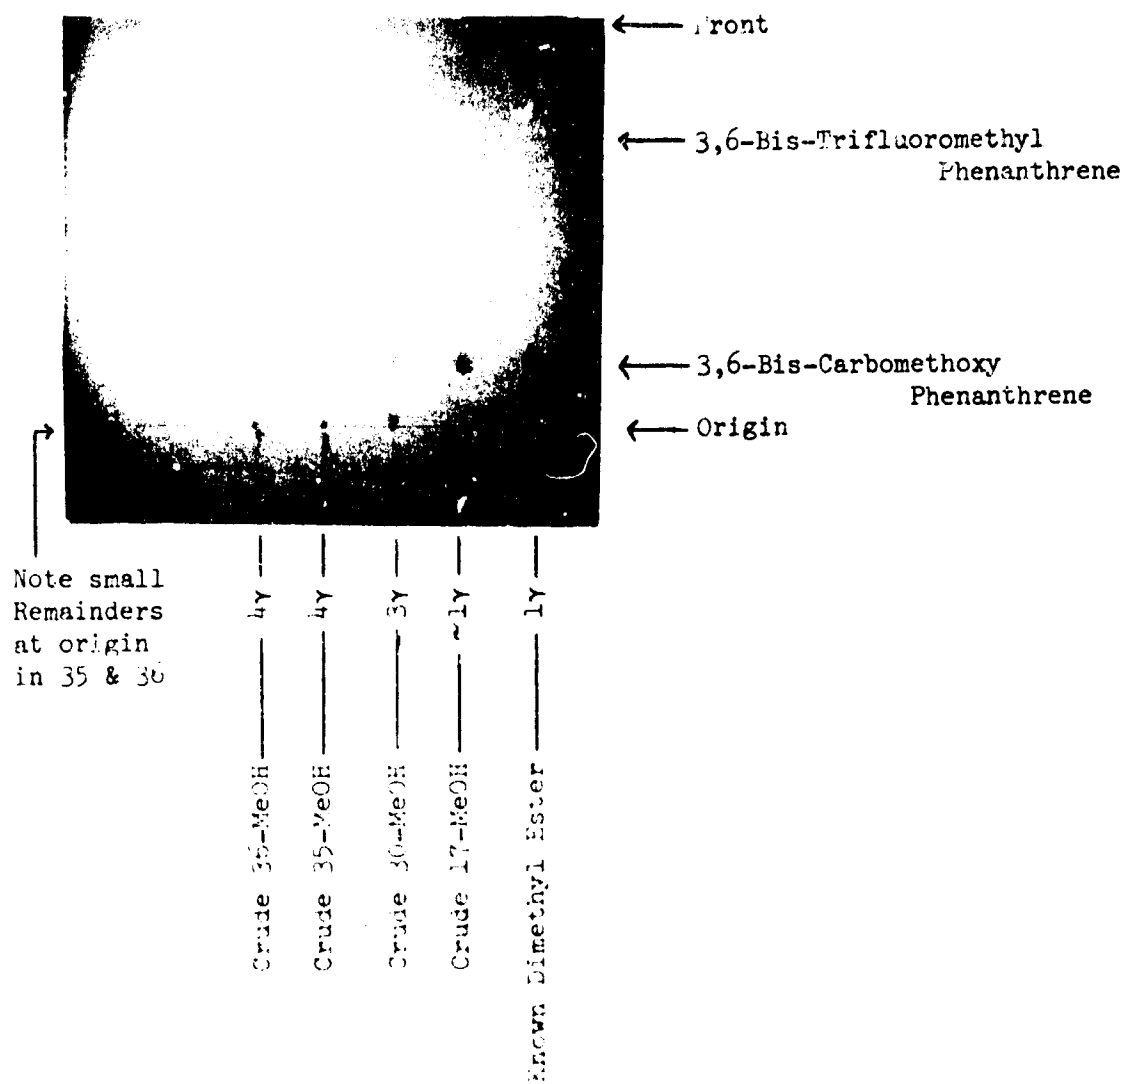 Front
3,6-Bis-Trifluoromethyl
Phenanthrene
3,6-Bis-Carbomethoxy
Phenanthrene
Origin
Note small
Remainders
at origin
in 35 & 36
4γ
4γ
3γ
~1γ
1γ
Crude 36-MeOH
Crude 35-MeOH
Crude 30-MeOH
Crude 17-MeOH
Known Dimethyl Ester